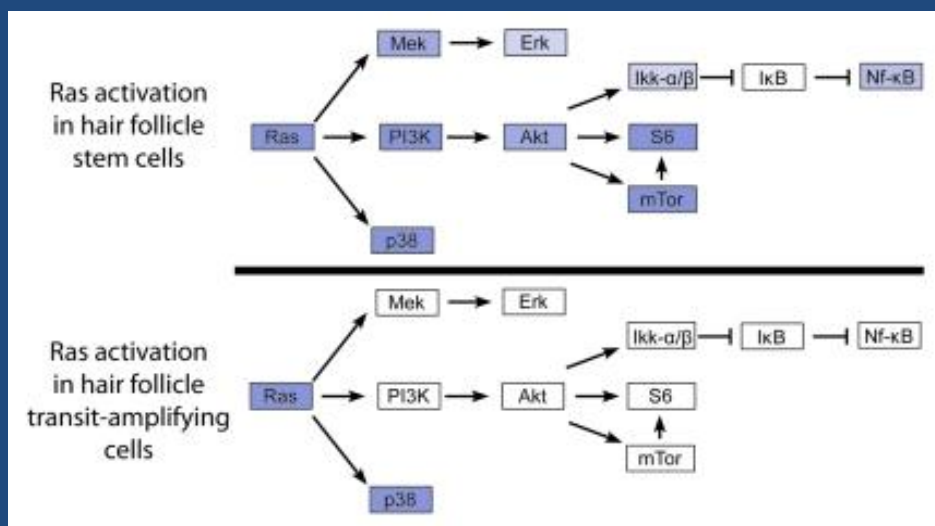 Ras activation
in hair follicle
stem cells
Mek
Erk
Ikk-α/β
IκB
Nf-κB
Ras
PI3K
Akt
S6
mTor
p38
Ras activation
in hair follicle
transit-amplifying
cells
Mek
Erk
Ikk-α/β
IκB
Nf-κB
Ras
PI3K
Akt
S6
mTor
p38